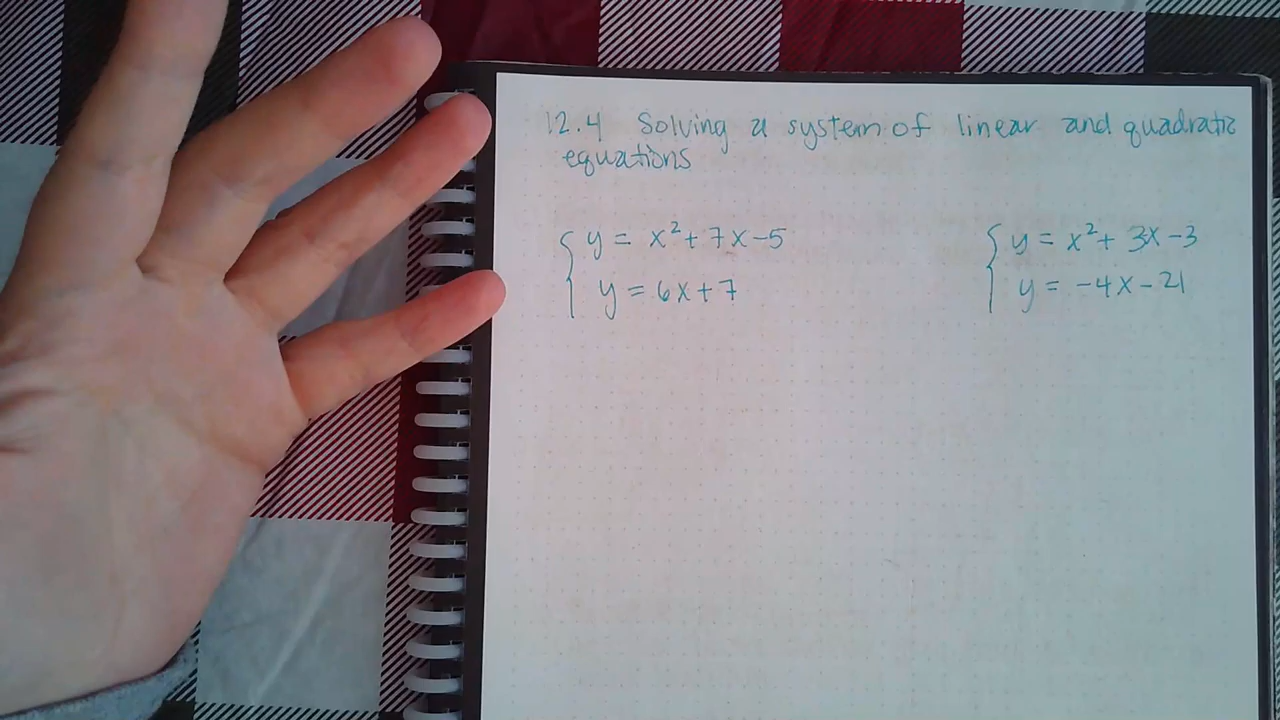 12.4 Solving a system of linear and quadratic
equations
y = x² + 7x - 5
y = 6x + 7
y = x² + 3x - 3
y = -4x - 21